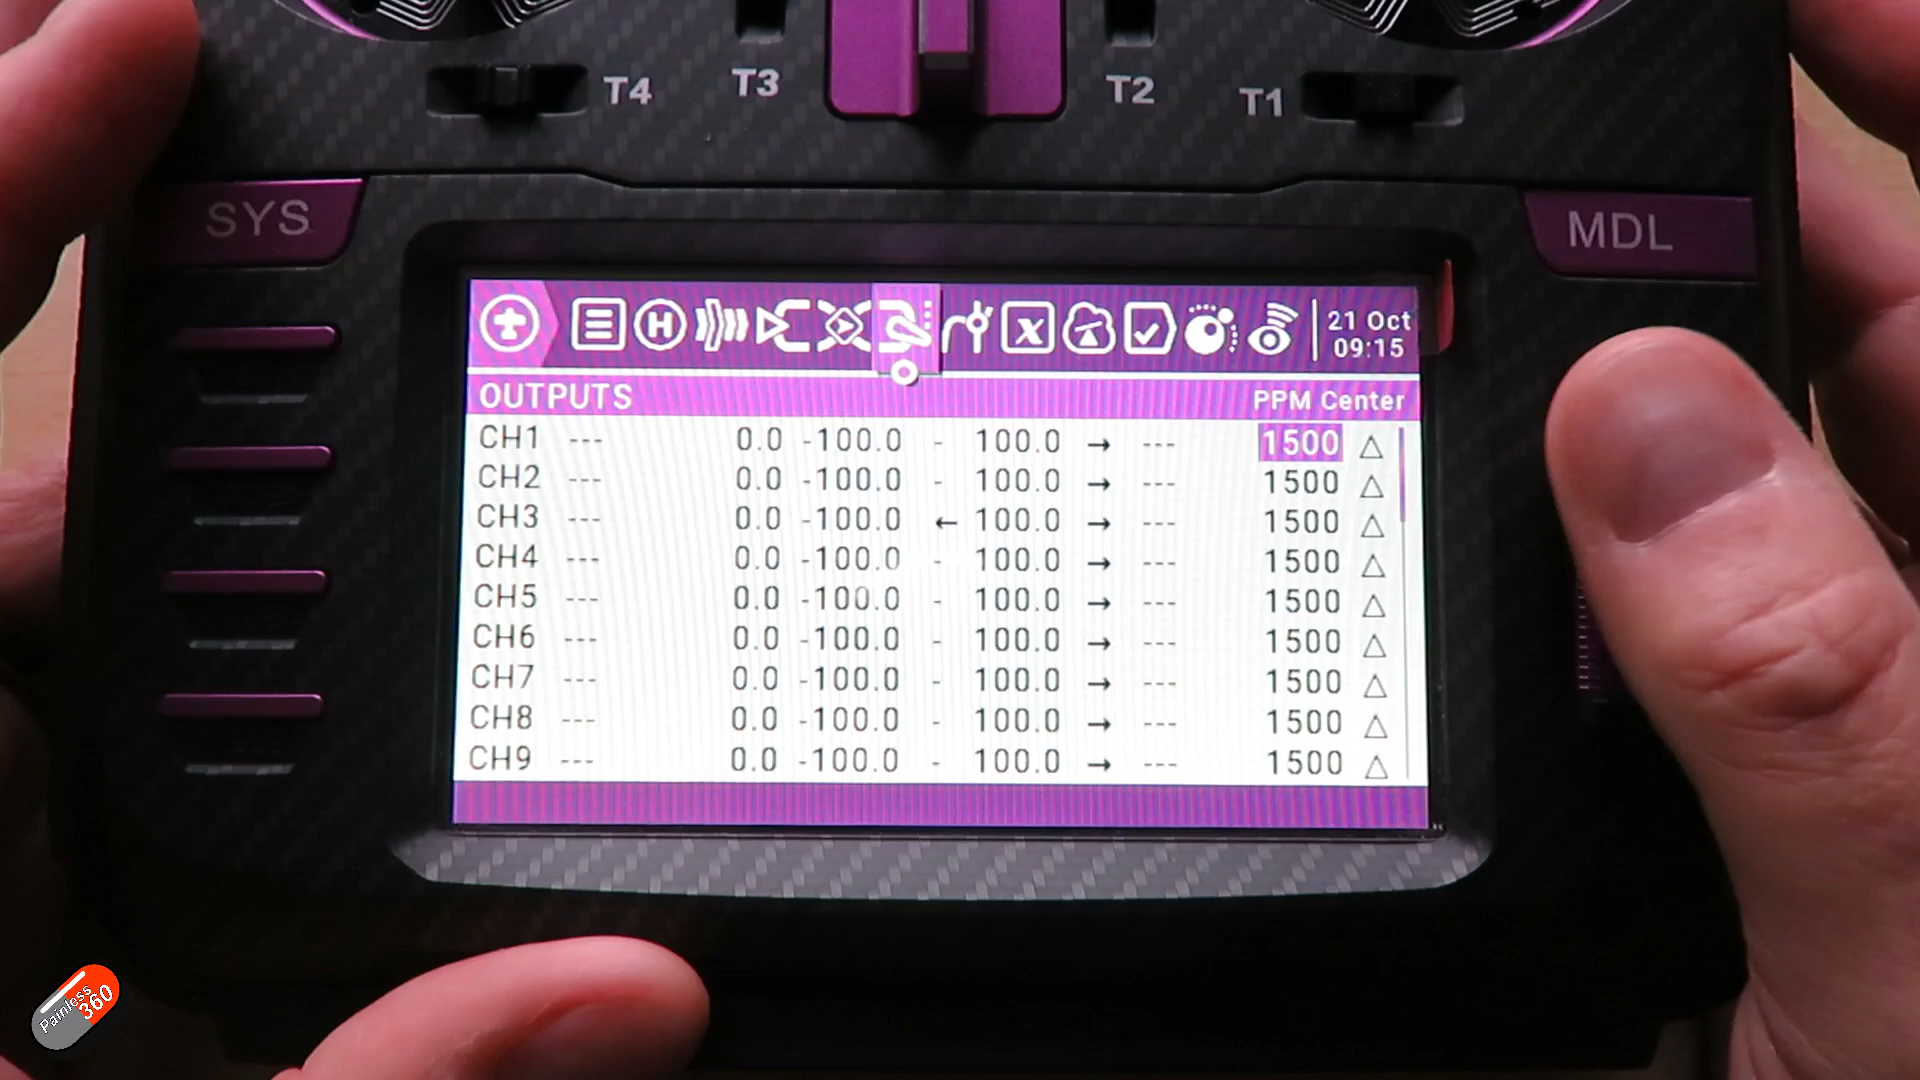 T4 T3 T2 T1
SYS MDL
21 Oct
09:15
OUTPUTS PPM Center
CH1 --- 0.0 -100.0 - 100.0 → --- 1500 △
CH2 --- 0.0 -100.0 - 100.0 → --- 1500 △
CH3 --- 0.0 -100.0 ← 100.0 → --- 1500 △
CH4 --- 0.0 -100.0 - 100.0 → --- 1500 △
CH5 --- 0.0 -100.0 - 100.0 → --- 1500 △
CH6 --- 0.0 -100.0 - 100.0 → --- 1500 △
CH7 --- 0.0 -100.0 - 100.0 → --- 1500 △
CH8 --- 0.0 -100.0 - 100.0 → --- 1500 △
CH9 --- 0.0 -100.0 - 100.0 → --- 1500 △
Painless
360